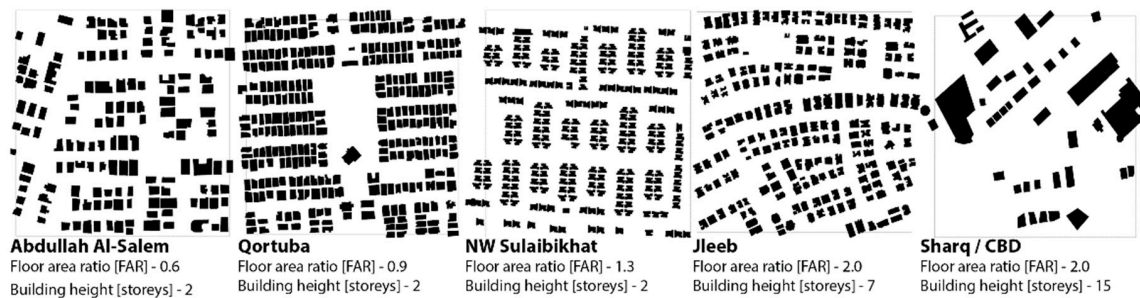 Abdullah Al-Salem
Floor area ratio [FAR] - 0.6
Building height [storeys] - 2
Qortuba
Floor area ratio [FAR] - 0.9
Building height [storeys] - 2
NW Sulaibikhat
Floor area ratio [FAR] - 1.3
Building height [storeys] - 2
Jleeb
Floor area ratio [FAR] - 2.0
Building height [storeys] - 7
Sharq / CBD
Floor area ratio [FAR] - 2.0
Building height [storeys] - 15